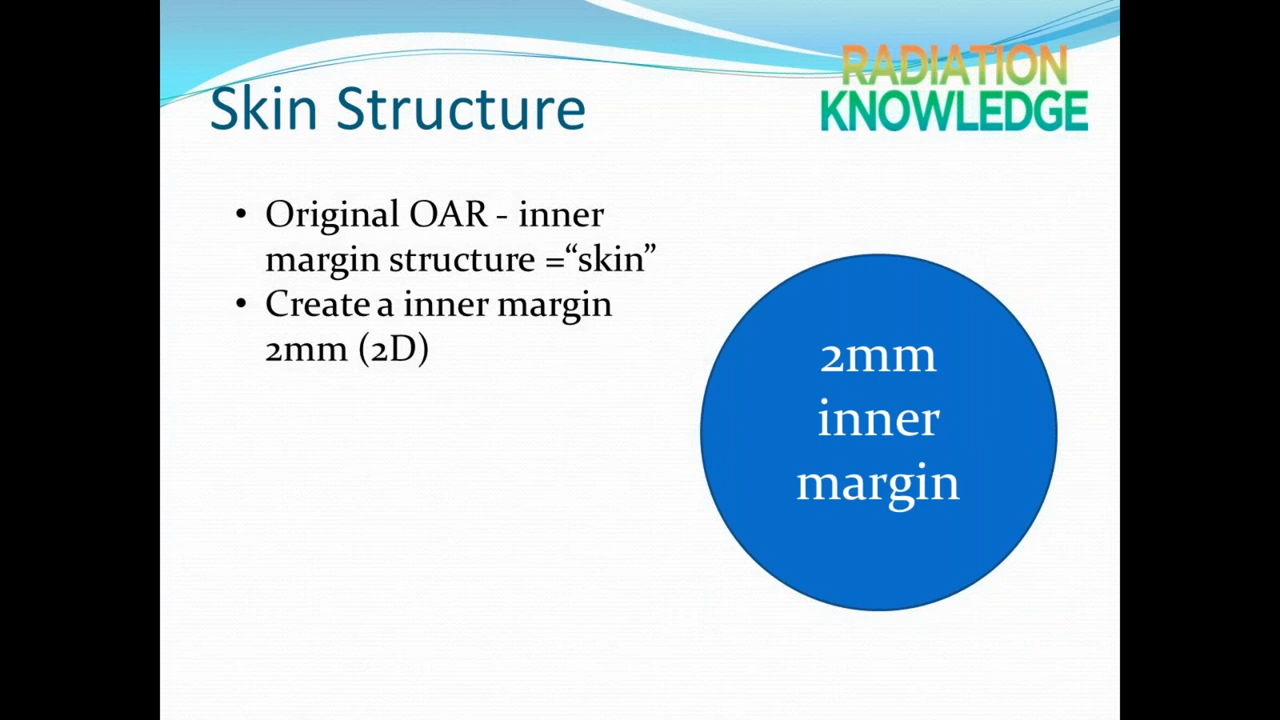 RADIATION
KNOWLEDGE
Skin Structure
• Original OAR - inner
margin structure =“skin”
• Create a inner margin
2mm (2D)
2mm
inner
margin